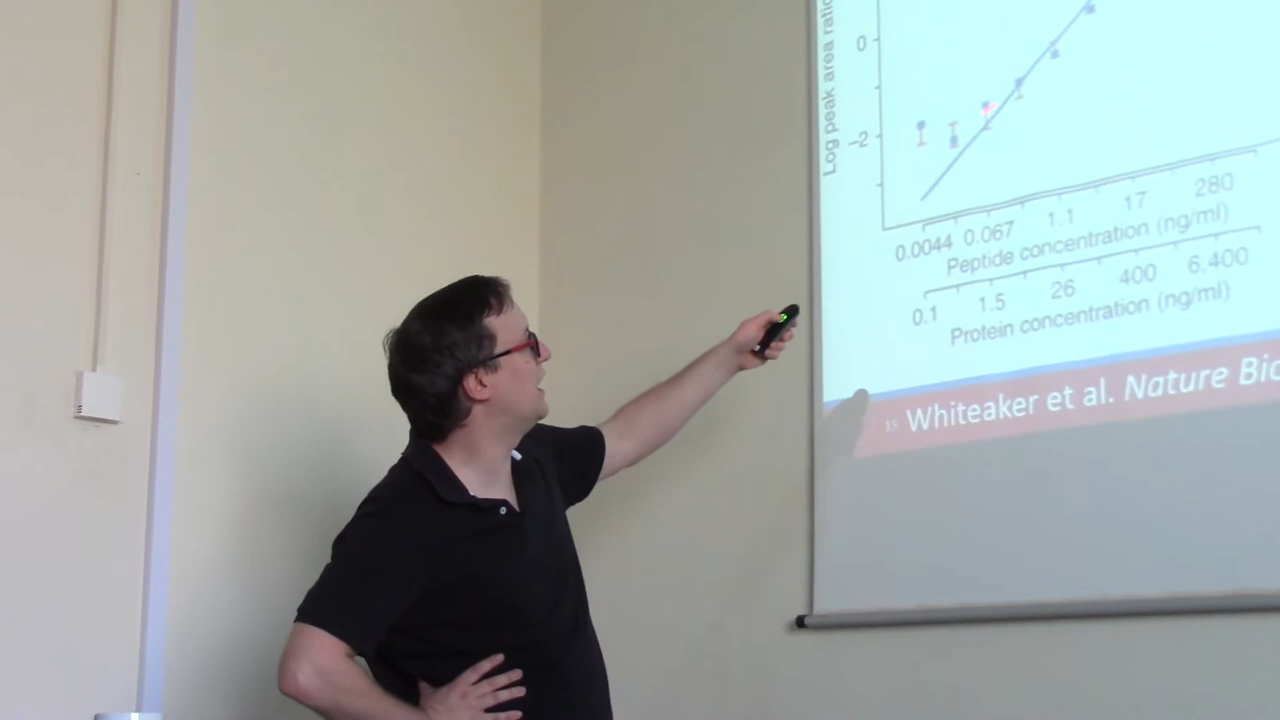 Log peak area ratio
0
−2
0.0044 0.067 1.1 17 280
Peptide concentration (ng/ml)
0.1 1.5 26 400 6,400
Protein concentration (ng/ml)
15 Whiteaker et al. Nature Bio